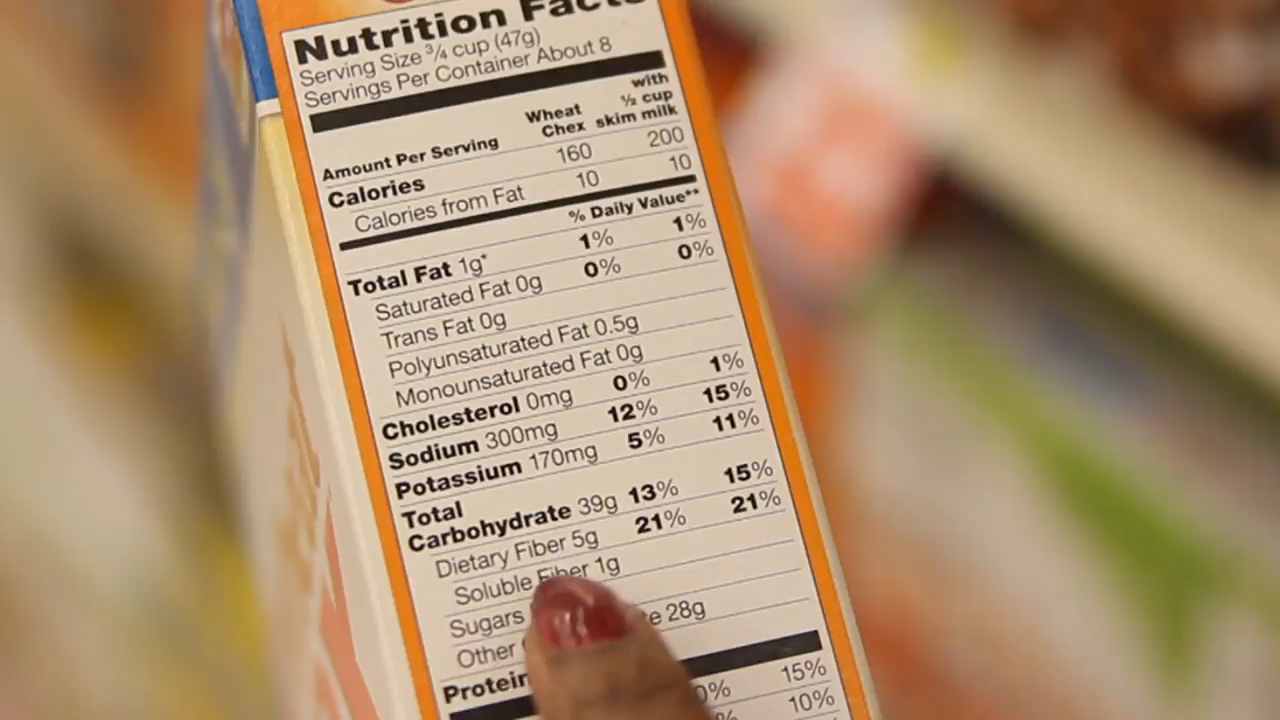 Nutrition Facts
Serving Size ¾ cup (47g)
Servings Per Container About 8
Amount Per Serving Wheat Chex with ½ cup skim milk
Calories 160 200
Calories from Fat 10 10
% Daily Value**
Total Fat 1g* 1% 1%
Saturated Fat 0g 0% 0%
Trans Fat 0g
Polyunsaturated Fat 0.5g
Monounsaturated Fat 0g
Cholesterol 0mg 0% 1%
Sodium 300mg 12% 15%
Potassium 170mg 5% 11%
Total
Carbohydrate 39g 13% 15%
Dietary Fiber 5g 21% 21%
Soluble Fiber 1g
Sugars
Other 28g
Protein
15%
10%